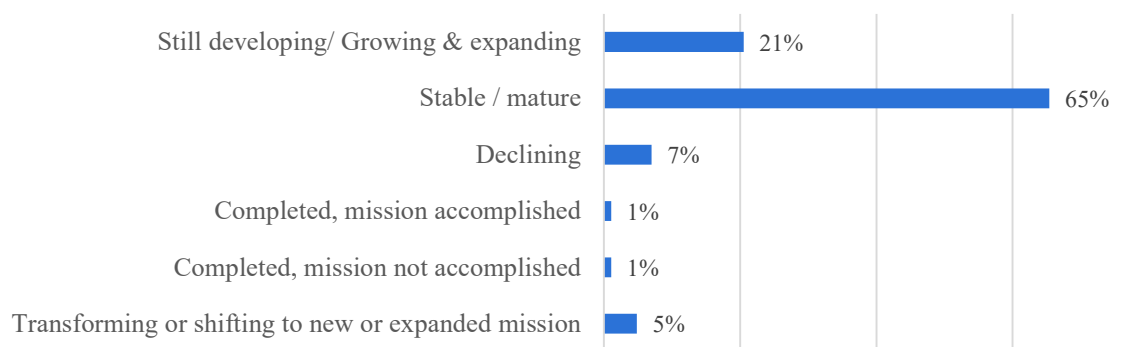 Still developing/ Growing & expanding 21%
Stable / mature 65%
Declining 7%
Completed, mission accomplished 1%
Completed, mission not accomplished 1%
Transforming or shifting to new or expanded mission 5%